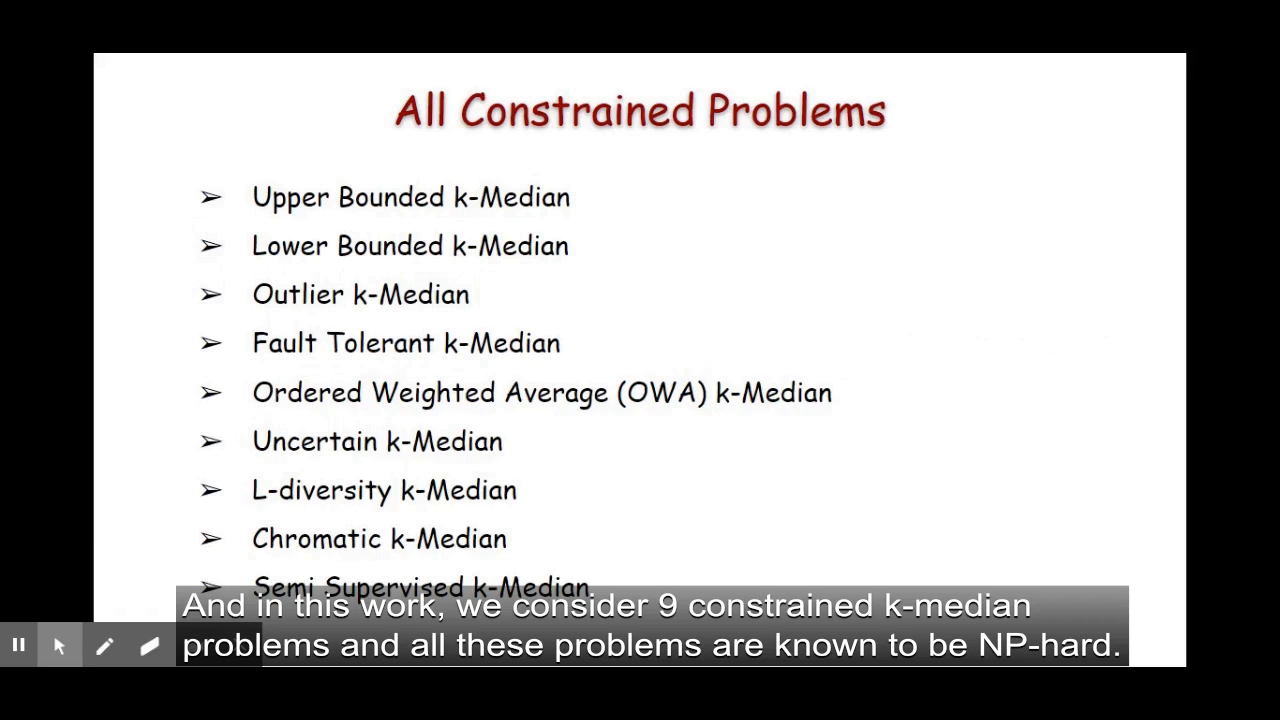 All Constrained Problems
Upper Bounded k-Median
Lower Bounded k-Median
Outlier k-Median
Fault Tolerant k-Median
Ordered Weighted Average (OWA) k-Median
Uncertain k-Median
L-diversity k-Median
Chromatic k-Median
Semi Supervised k-Median
And in this work, we consider 9 constrained k-median
problems and all these problems are known to be NP-hard.